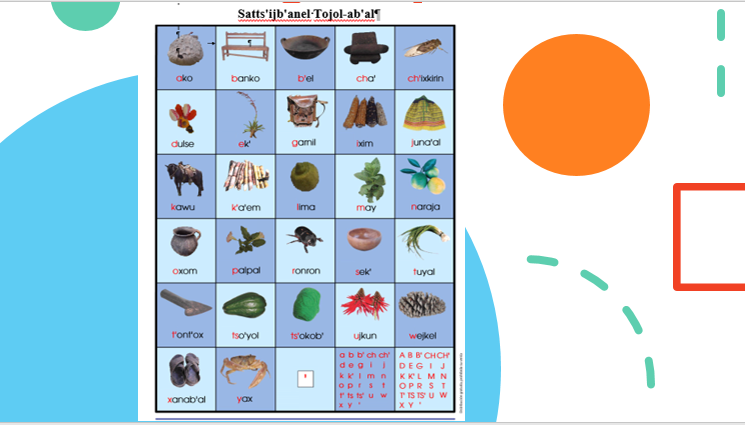 Satts'ijb'anel·Tojol-ab'al¶
ako banko b'el cha' ch'ixkirin
dulse ek' gamil ixim juna'al
kawu k'a'em lima may naraja
oxom palpal ronron sek' tuyal
t'ont'ox tso'yol ts'okob' ujkun wejkel
xanab'al yax '
a b b' ch ch'
d e g i j
k k' l m n
o p r s t
t' ts ts' u w
x y '
A B B' CH CH'
D E G I J
K K' L M N
O P R S T
T' TS TS' U W
X Y '